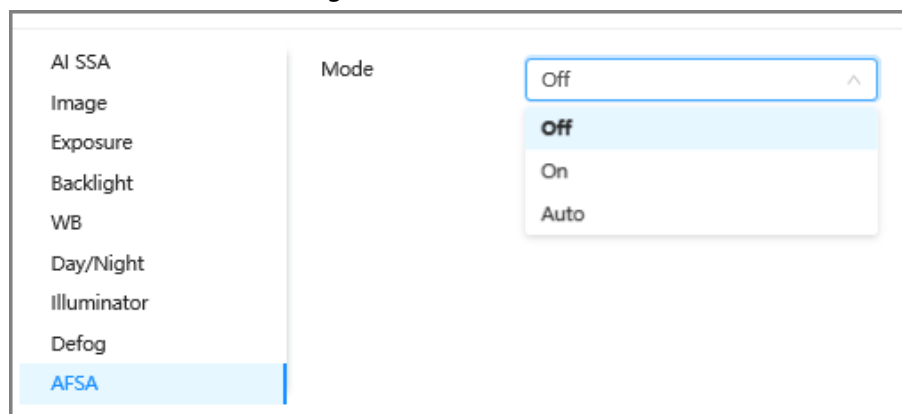 AI SSA
Image
Exposure
Backlight
WB
Day/Night
Illuminator
Defog
AFSA
Mode
Off
Off
On
Auto